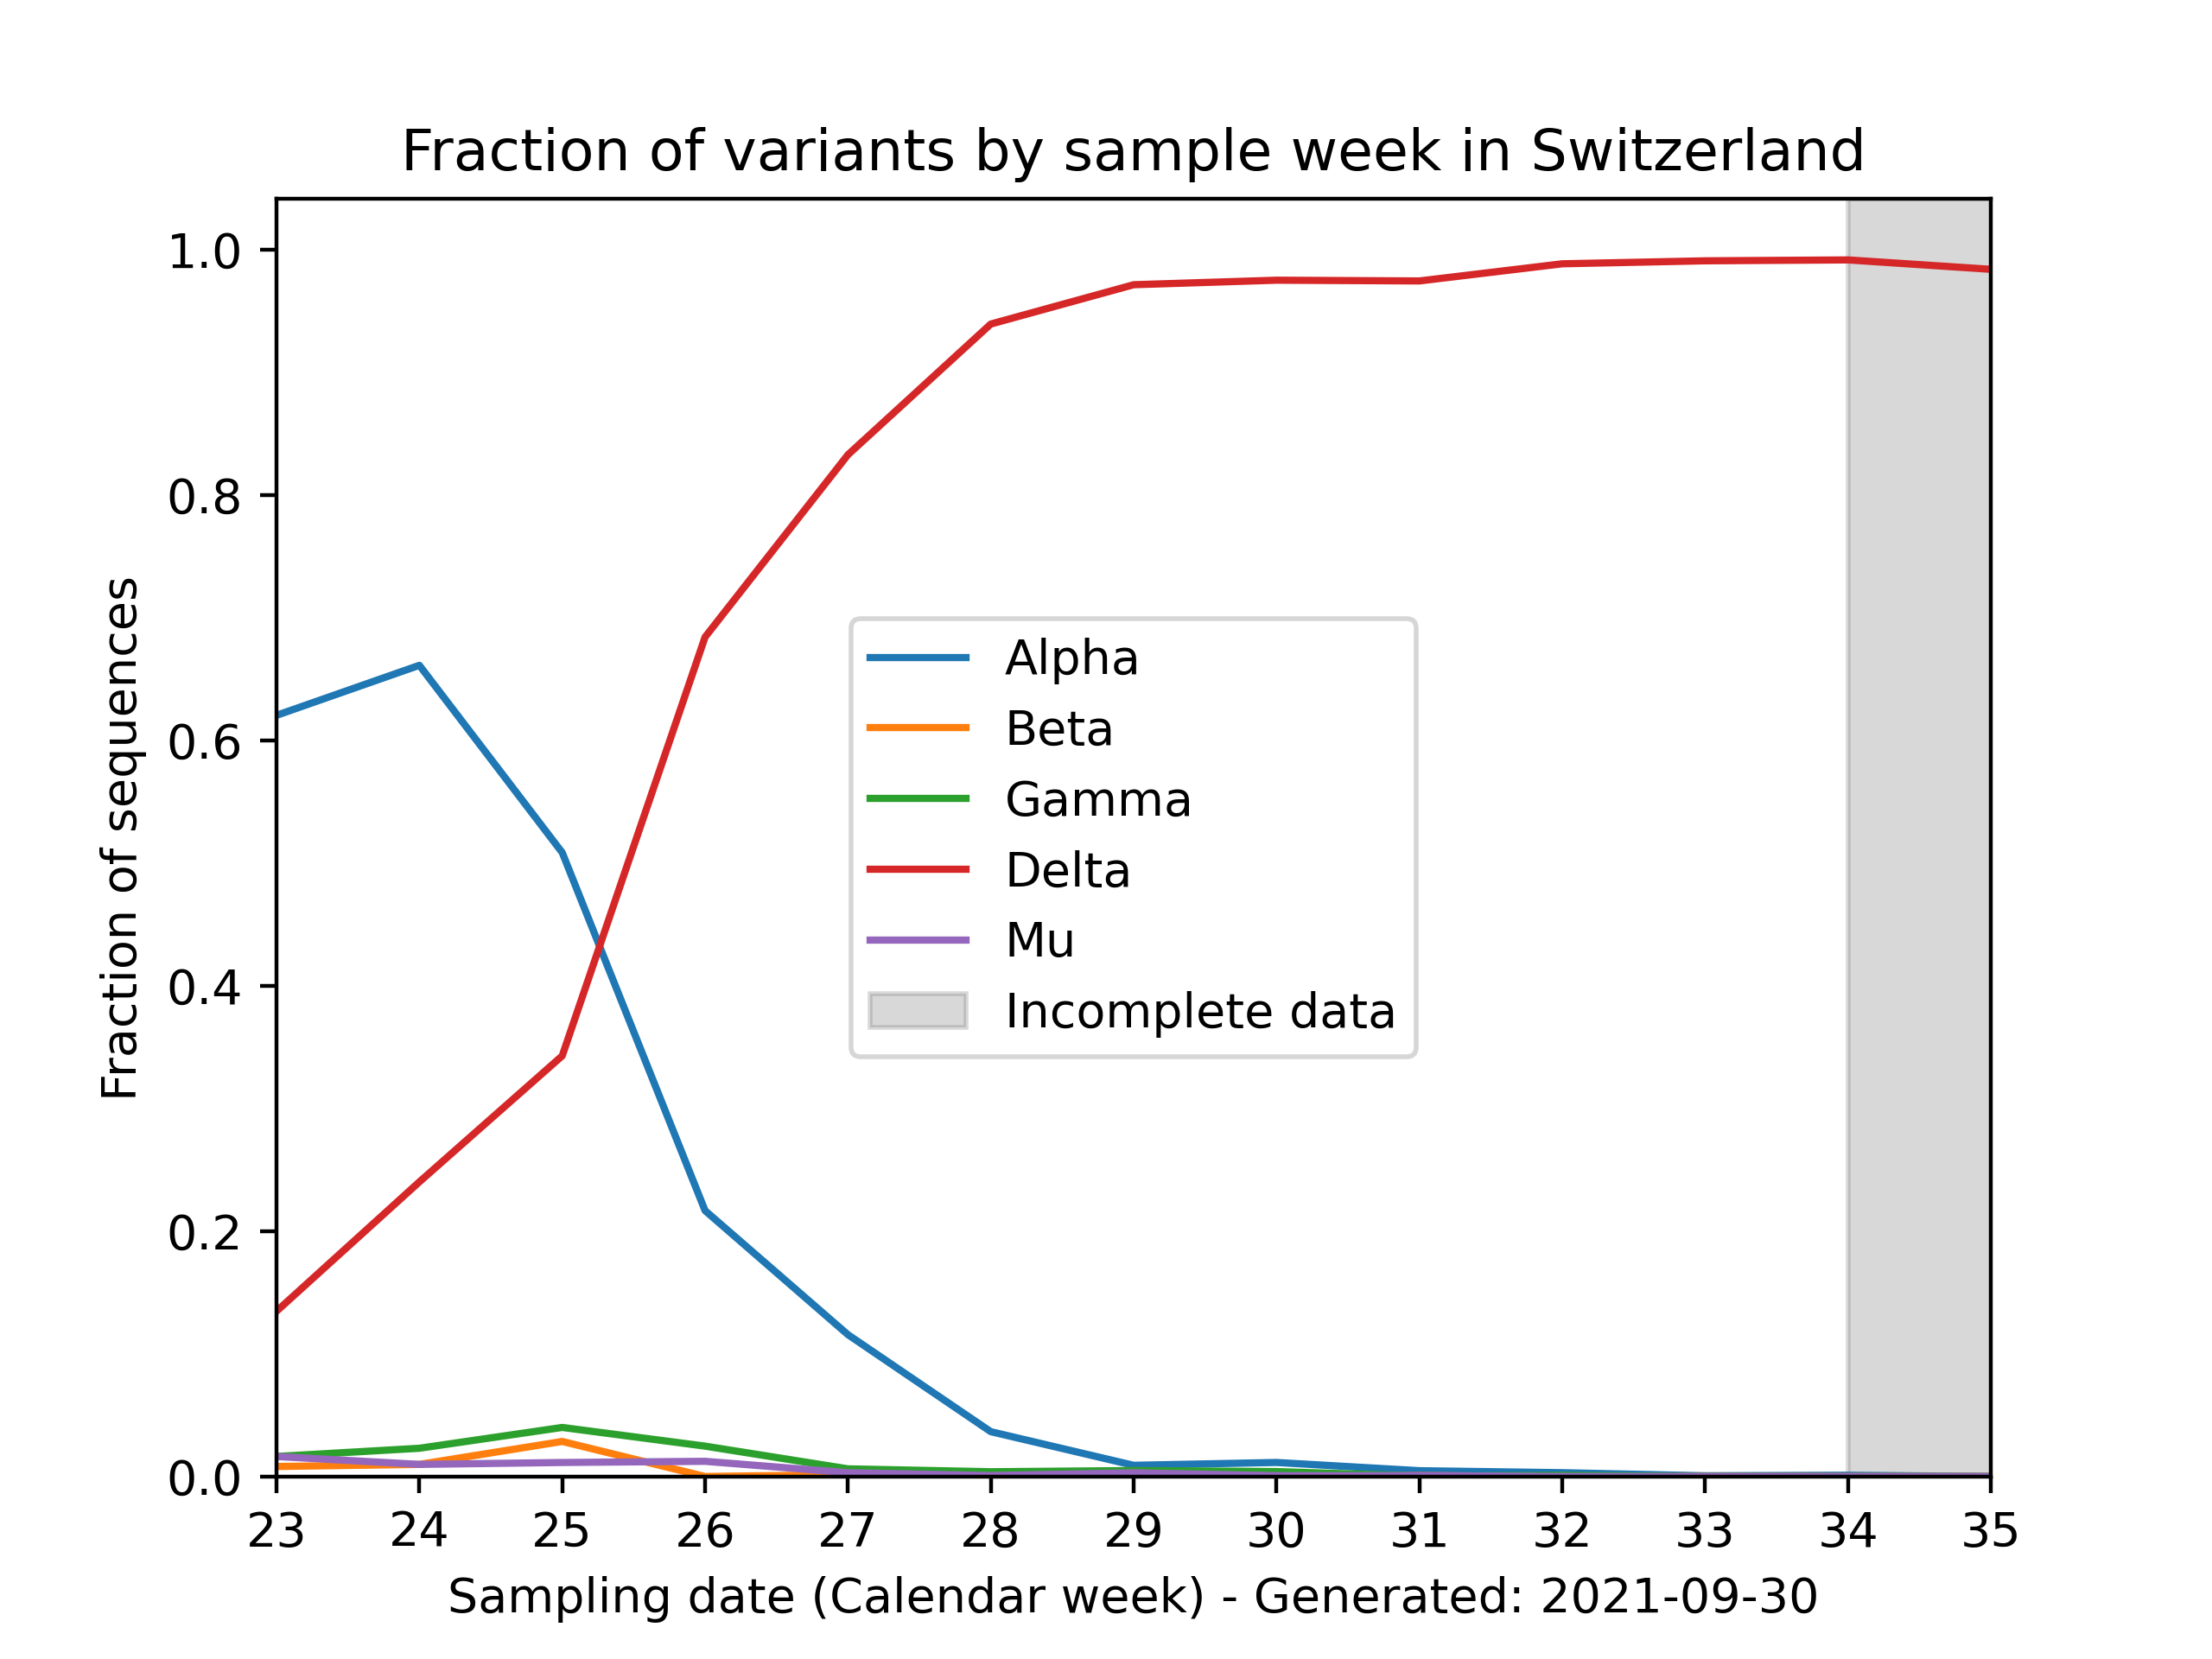 Fraction of variants by sample week in Switzerland
1.0
0.8
0.6
0.4
0.2
0.0
Fraction of sequences
Alpha
Beta
Gamma
Delta
Mu
Incomplete data
23 24 25 26 27 28 29 30 31 32 33 34 35
Sampling date (Calendar week) - Generated: 2021-09-30